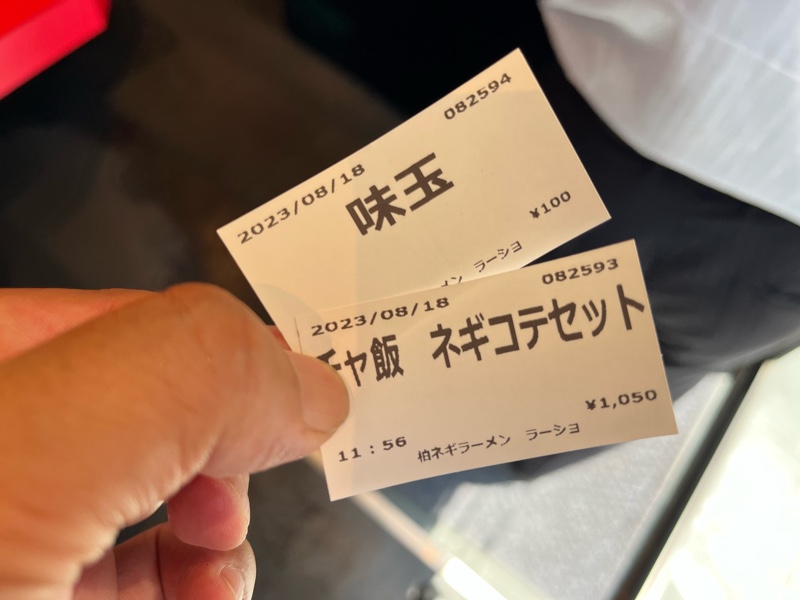 082594
2023/08/18
味玉
¥100
ン ラーショ
082593
2023/08/18
チャ飯 ネギコテセット
¥1,050
11:56
柏ネギラーメン ラーショ